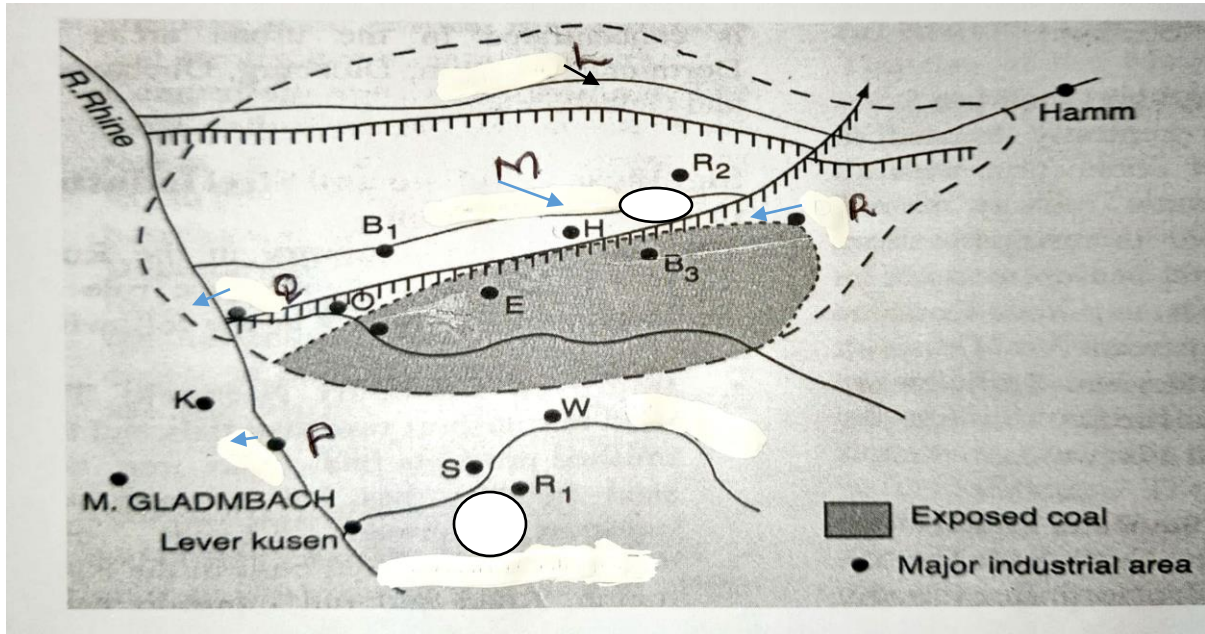 L
R. Rhine
Hamm
M
R₂
R
B₁
H
B₃
Q
O
E
K
P
W
S
R₁
M. GLADMBACH
Lever kusen
Exposed coal
Major industrial area